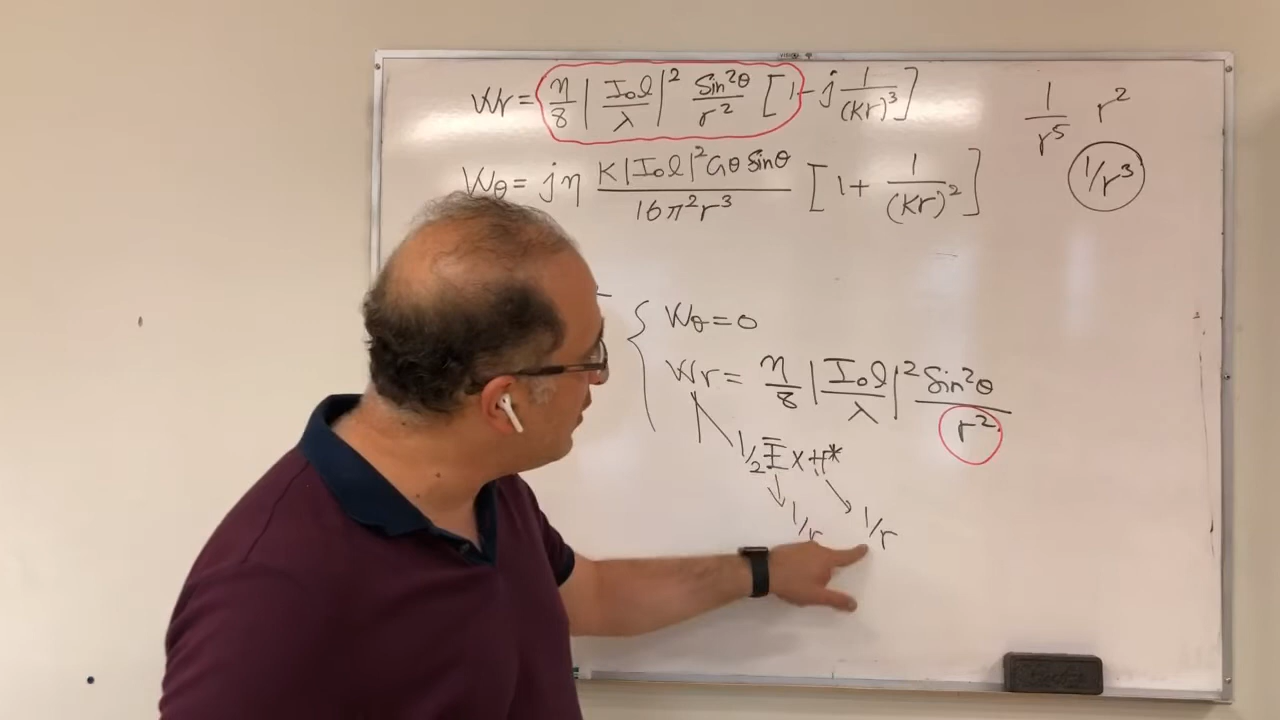 Wr = η/8 |I₀l/λ|² Sin²θ/r² [1 - j 1/(Kr)³]
1/r⁵ r²
Wθ = jη K|I₀l|² Cosθ Sinθ / 16π²r³ [1 + 1/(Kr)²]
1/r³
Wθ = 0
Wr = η/8 |I₀l/λ|² Sin²θ/r²
1/2 E × H*
1/r 1/r